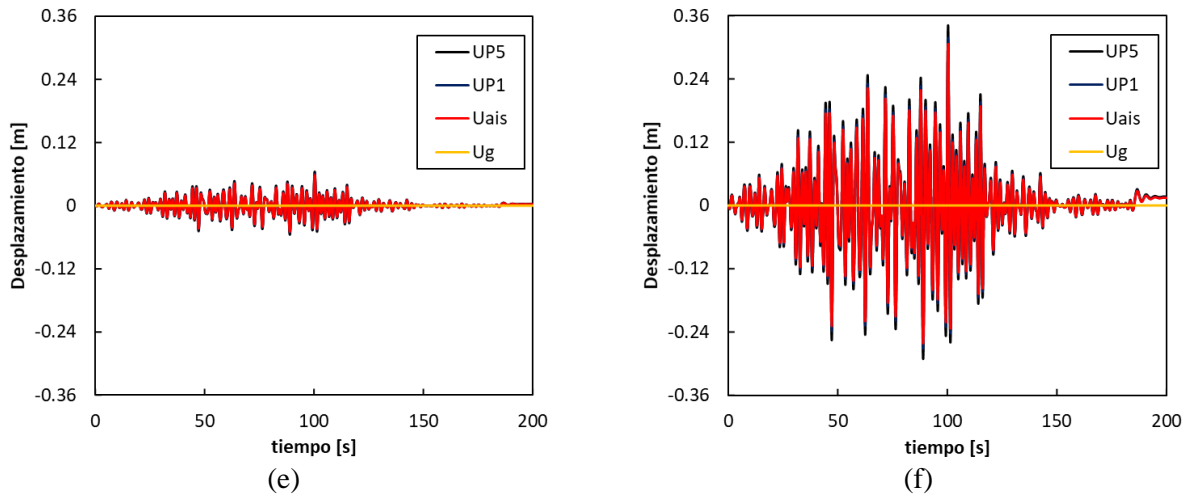 0.36
0.24
0.12
0
-0.12
-0.24
-0.36
Desplazamiento [m]
UP5
UP1
Uais
Ug
0 50 100 150 200
tiempo [s]
(e)
0.36
0.24
0.12
0
-0.12
-0.24
-0.36
Desplazamiento [m]
UP5
UP1
Uais
Ug
0 50 100 150 200
tiempo [s]
(f)